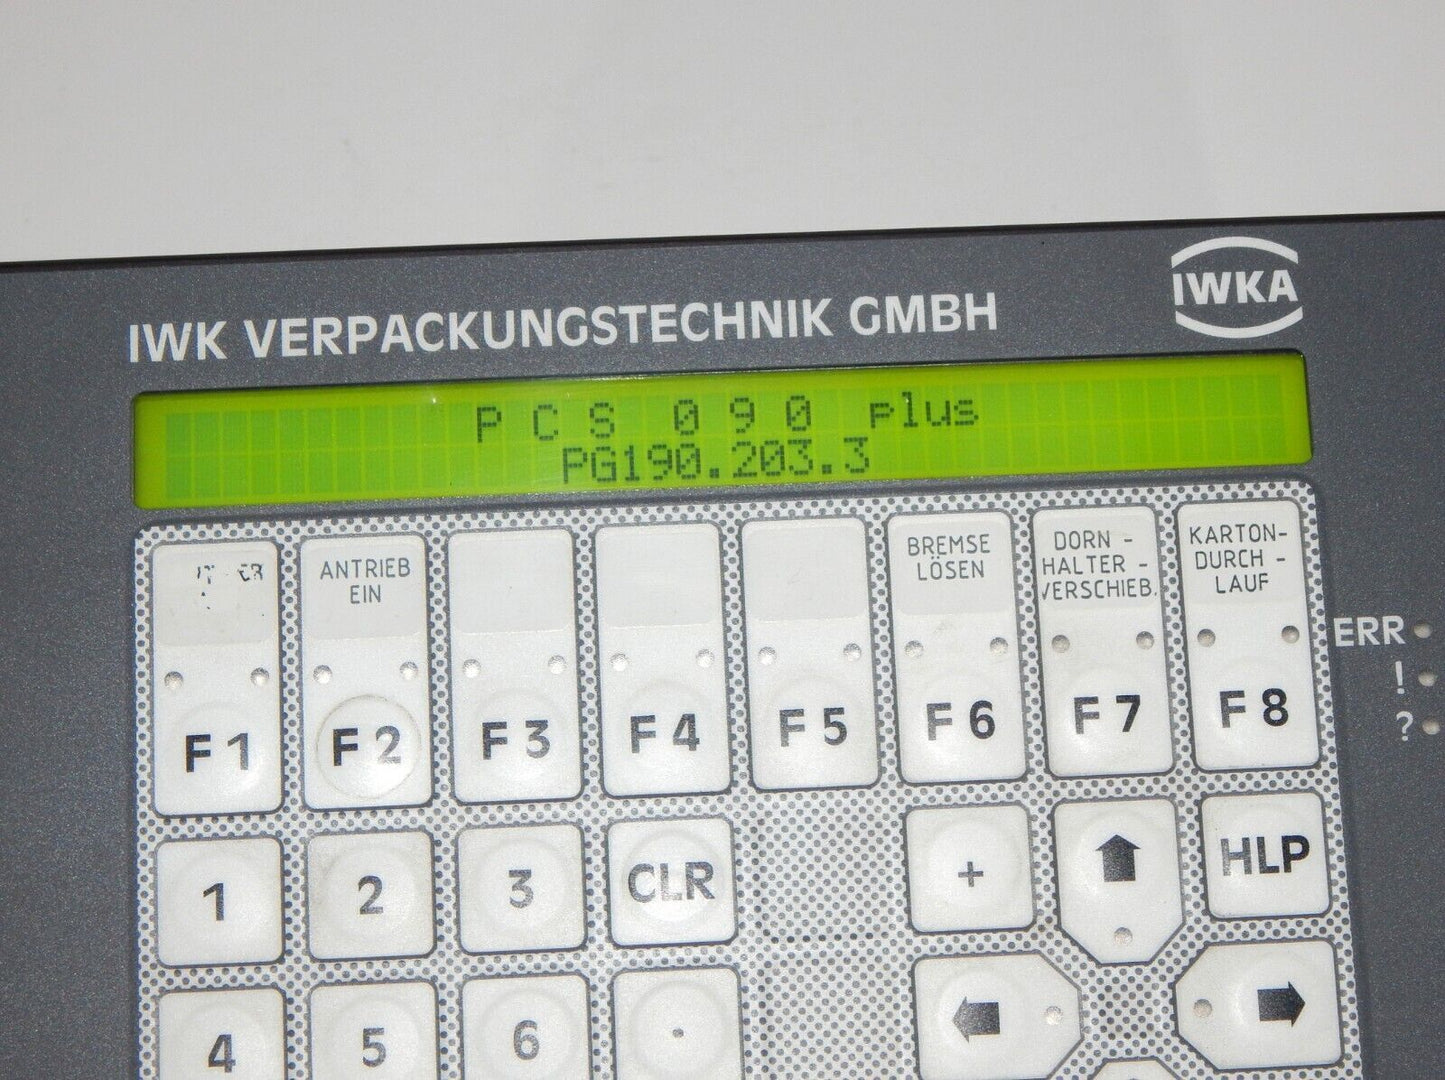 IWKA
IWK VERPACKUNGSTECHNIK GMBH
P C S 0 9 0 plus
PG190.203.3
ANTRIEB
EIN
BREMSE
LÖSEN
DORN -
HALTER -
VERSCHIEB.
KARTON-
DURCH -
LAUF
ERR
!
?
F1 F2 F3 F4 F5 F6 F7 F8
1 2 3 CLR + HLP
4 5 6 .